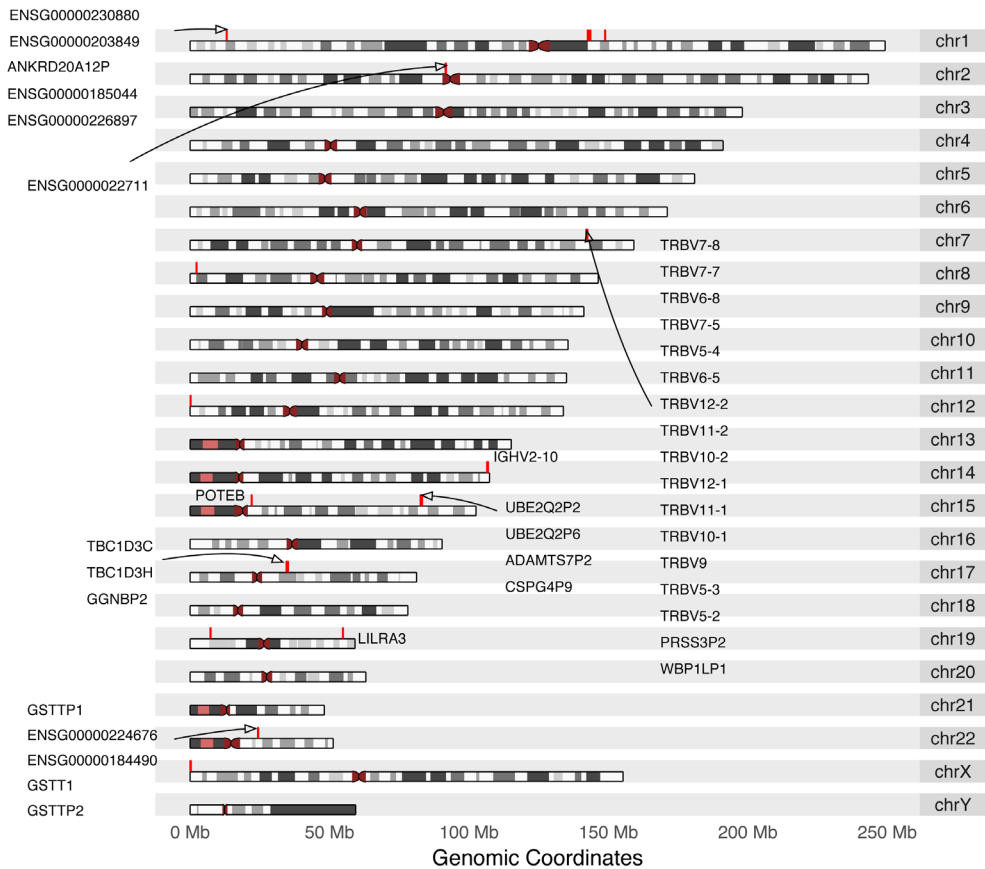 ENSG00000230880
ENSG00000203849
ANKRD20A12P
ENSG00000185044
ENSG00000226897
ENSG0000022711
chr1
chr2
chr3
chr4
chr5
chr6
chr7
chr8
chr9
chr10
chr11
chr12
chr13
chr14
chr15
chr16
chr17
chr18
chr19
chr20
chr21
chr22
chrX
chrY
TRBV7-8
TRBV7-7
TRBV6-8
TRBV7-5
TRBV5-4
TRBV6-5
TRBV12-2
TRBV11-2
TRBV10-2
TRBV12-1
TRBV11-1
TRBV10-1
TRBV9
TRBV5-3
TRBV5-2
PRSS3P2
WBP1LP1
IGHV2-10
POTEB
UBE2Q2P2
UBE2Q2P6
ADAMTS7P2
CSPG4P9
TBC1D3C
TBC1D3H
GGNBP2
LILRA3
GSTTP1
ENSG00000224676
ENSG00000184490
GSTT1
GSTTP2
0 Mb 50 Mb 100 Mb 150 Mb 200 Mb 250 Mb
Genomic Coordinates